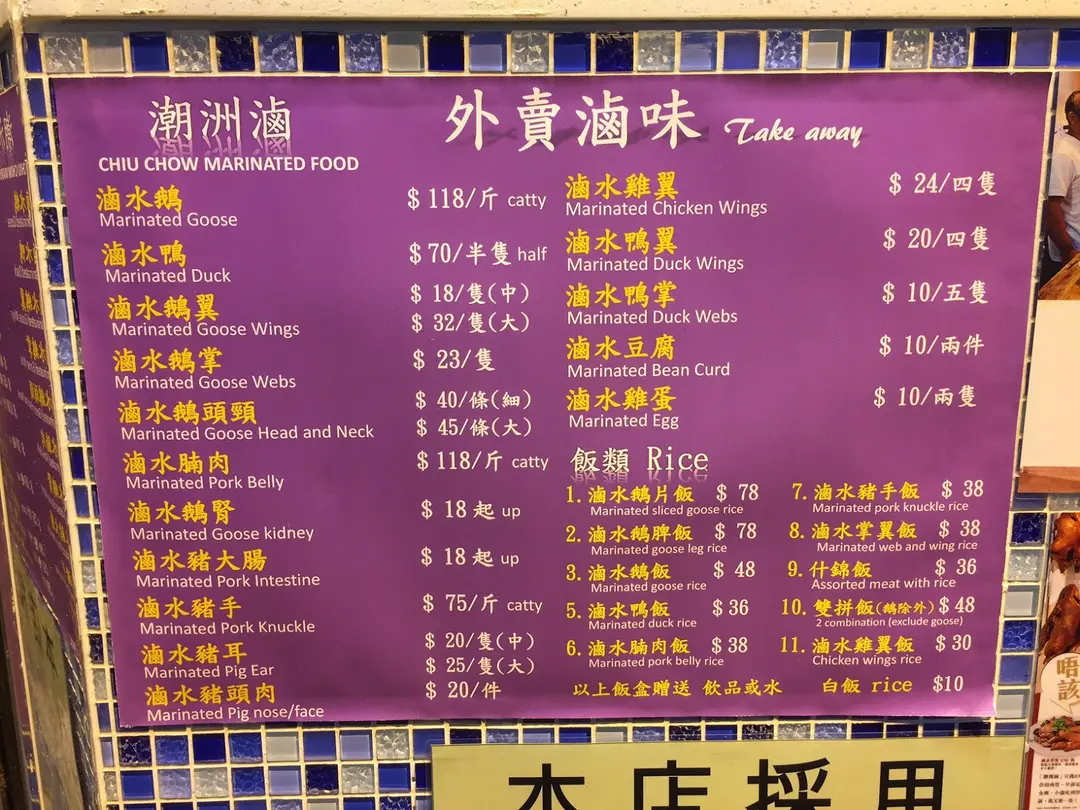 潮洲滷
CHIU CHOW MARINATED FOOD
外賣滷味 Take away
滷水鵝 $ 118/斤 catty
Marinated Goose
滷水鴨 $ 70/半隻 half
Marinated Duck
滷水鵝翼 $ 18/隻(中)
Marinated Goose Wings $ 32/隻(大)
滷水鵝掌 $ 23/隻
Marinated Goose Webs
滷水鵝頭頸 $ 40/條(細)
Marinated Goose Head and Neck $ 45/條(大)
滷水腩肉 $ 118/斤 catty
Marinated Pork Belly
滷水鵝腎 $ 18 起 up
Marinated Goose kidney
滷水豬大腸 $ 18 起 up
Marinated Pork Intestine
滷水豬手 $ 75/斤 catty
Marinated Pork Knuckle
滷水豬耳 $ 20/隻(中)
Marinated Pig Ear $ 25/隻(大)
滷水豬頭肉 $ 20/件
Marinated Pig nose/face
滷水雞翼 $ 24/四隻
Marinated Chicken Wings
滷水鴨翼 $ 20/四隻
Marinated Duck Wings
滷水鴨掌 $ 10/五隻
Marinated Duck Webs
滷水豆腐 $ 10/兩件
Marinated Bean Curd
滷水雞蛋 $ 10/兩隻
Marinated Egg
飯類 Rice
1. 滷水鵝片飯 $ 78
Marinated sliced goose rice
2. 滷水鵝脾飯 $ 78
Marinated goose leg rice
3. 滷水鵝飯 $ 48
Marinated goose rice
5. 滷水鴨飯 $ 36
Marinated duck rice
6. 滷水腩肉飯 $ 38
Marinated pork belly rice
7. 滷水豬手飯 $ 38
Marinated pork knuckle rice
8. 滷水掌翼飯 $ 38
Marinated web and wing rice
9. 什錦飯 $ 36
Assorted meat with rice
10. 雙拼飯(鵝除外) $ 48
2 combination (exclude goose)
11. 滷水雞翼飯 $ 30
Chicken wings rice
以上飯盒贈送 飲品或水 白飯 rice $10
本店採用
唔該